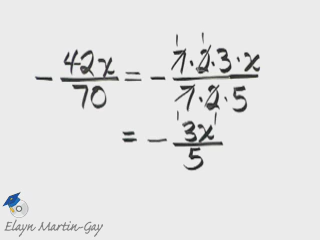 - 42x/70 = - 7·2·3·x/7·2·5
= - 3x/5
Elayn Martin-Gay